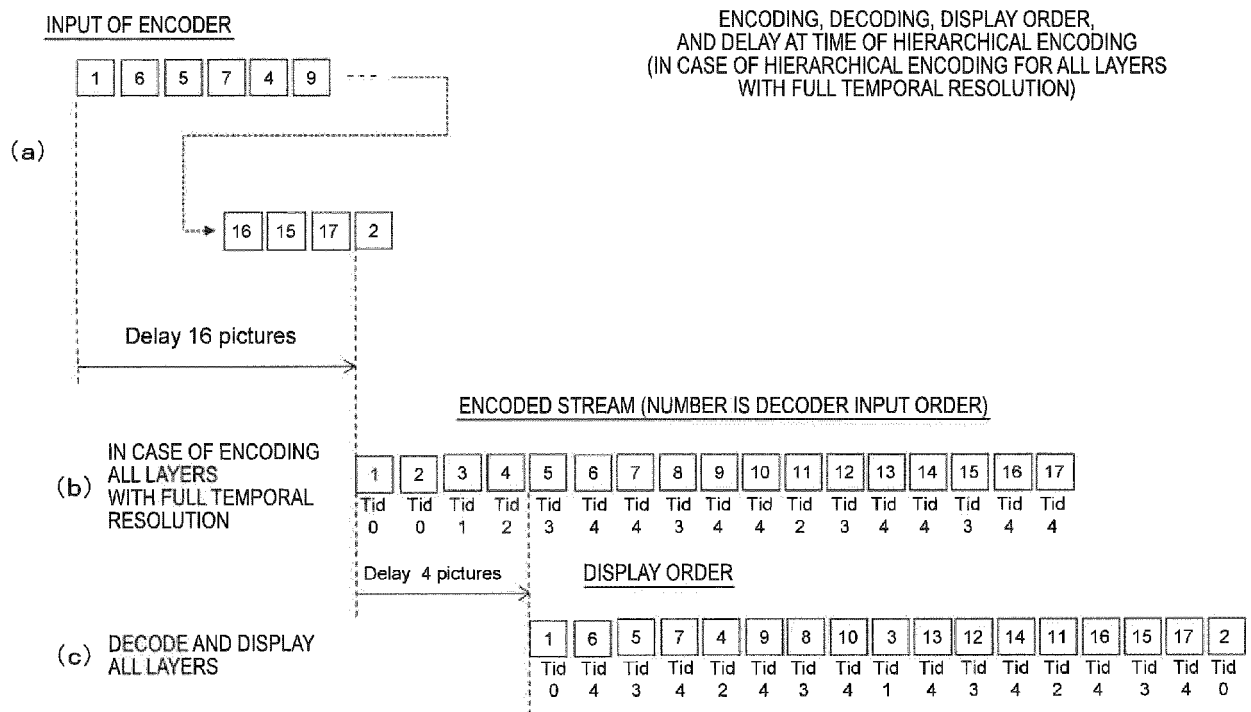 INPUT OF ENCODER
ENCODING, DECODING, DISPLAY ORDER,
AND DELAY AT TIME OF HIERARCHICAL ENCODING
(IN CASE OF HIERARCHICAL ENCODING FOR ALL LAYERS
WITH FULL TEMPORAL RESOLUTION)
1 6 5 7 4 9
(a)
16 15 17 2
Delay 16 pictures
ENCODED STREAM (NUMBER IS DECODER INPUT ORDER)
(b)
IN CASE OF ENCODING
ALL LAYERS
WITH FULL TEMPORAL
RESOLUTION
1 2 3 4 5 6 7 8 9 10 11 12 13 14 15 16 17
Tid Tid Tid Tid Tid Tid Tid Tid Tid Tid Tid Tid Tid Tid Tid Tid Tid
0 0 1 2 3 4 4 3 4 4 2 3 4 4 3 4 4
Delay 4 pictures
DISPLAY ORDER
(c)
DECODE AND DISPLAY
ALL LAYERS
1 6 5 7 4 9 8 10 3 13 12 14 11 16 15 17 2
Tid Tid Tid Tid Tid Tid Tid Tid Tid Tid Tid Tid Tid Tid Tid Tid Tid
0 4 3 4 2 4 3 4 1 4 3 4 2 4 3 4 0